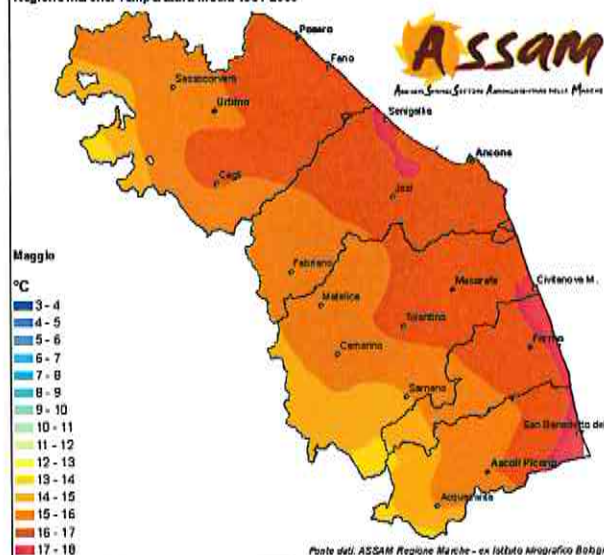 ASSAM
Pesaro
Fano
Sassocorvaro
Urbino
Senigallia
Ancona
Cagli
Jesi
Maggio
°C
3 - 4
4 - 5
5 - 6
6 - 7
7 - 8
8 - 9
9 - 10
10 - 11
11 - 12
12 - 13
13 - 14
14 - 15
15 - 16
16 - 17
17 - 18
Fabriano
Matelica
Macerata
Civitanova M.
Tolentino
Camerino
Fermo
Sarnano
San Benedetto del
Ascoli Piceno
Acquasanta
Fonte dati: ASSAM Regione Marche - ex Istituto Idrografico Bologn